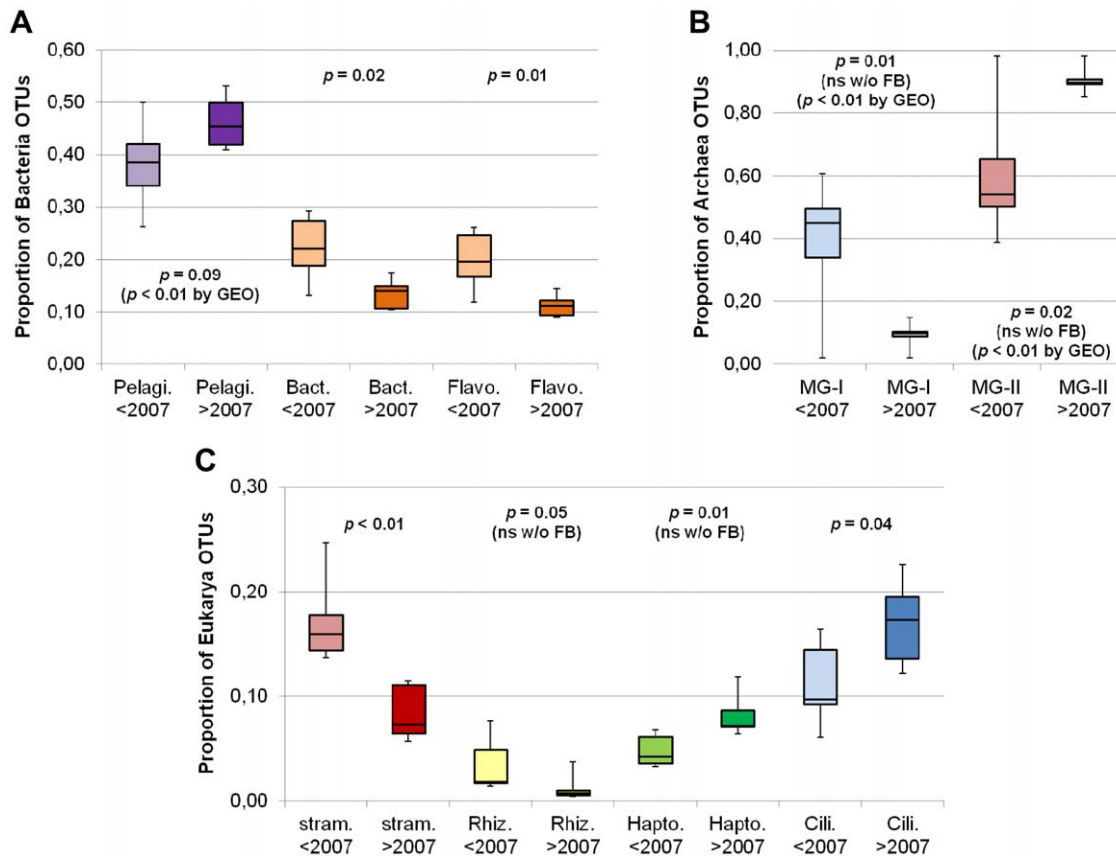 A
Proportion of Bacteria OTUs
0,60
0,50
0,40
0,30
0,20
0,10
0,00
p = 0.02
p = 0.01
p = 0.09
(p < 0.01 by GEO)
Pelagi. Pelagi. Bact. Bact. Flavo. Flavo.
<2007 >2007 <2007 >2007 <2007 >2007
B
Proportion of Archaea OTUs
1,00
0,80
0,60
0,40
0,20
0,00
p = 0.01
(ns w/o FB)
(p < 0.01 by GEO)
p = 0.02
(ns w/o FB)
(p < 0.01 by GEO)
MG-I MG-I MG-II MG-II
<2007 >2007 <2007 >2007
C
Proportion of Eukarya OTUs
0,30
0,20
0,10
0,00
p < 0.01
p = 0.05
(ns w/o FB)
p = 0.01
(ns w/o FB)
p = 0.04
stram. stram. Rhiz. Rhiz. Hapto. Hapto. Cili. Cili.
<2007 >2007 <2007 >2007 <2007 >2007 <2007 >2007